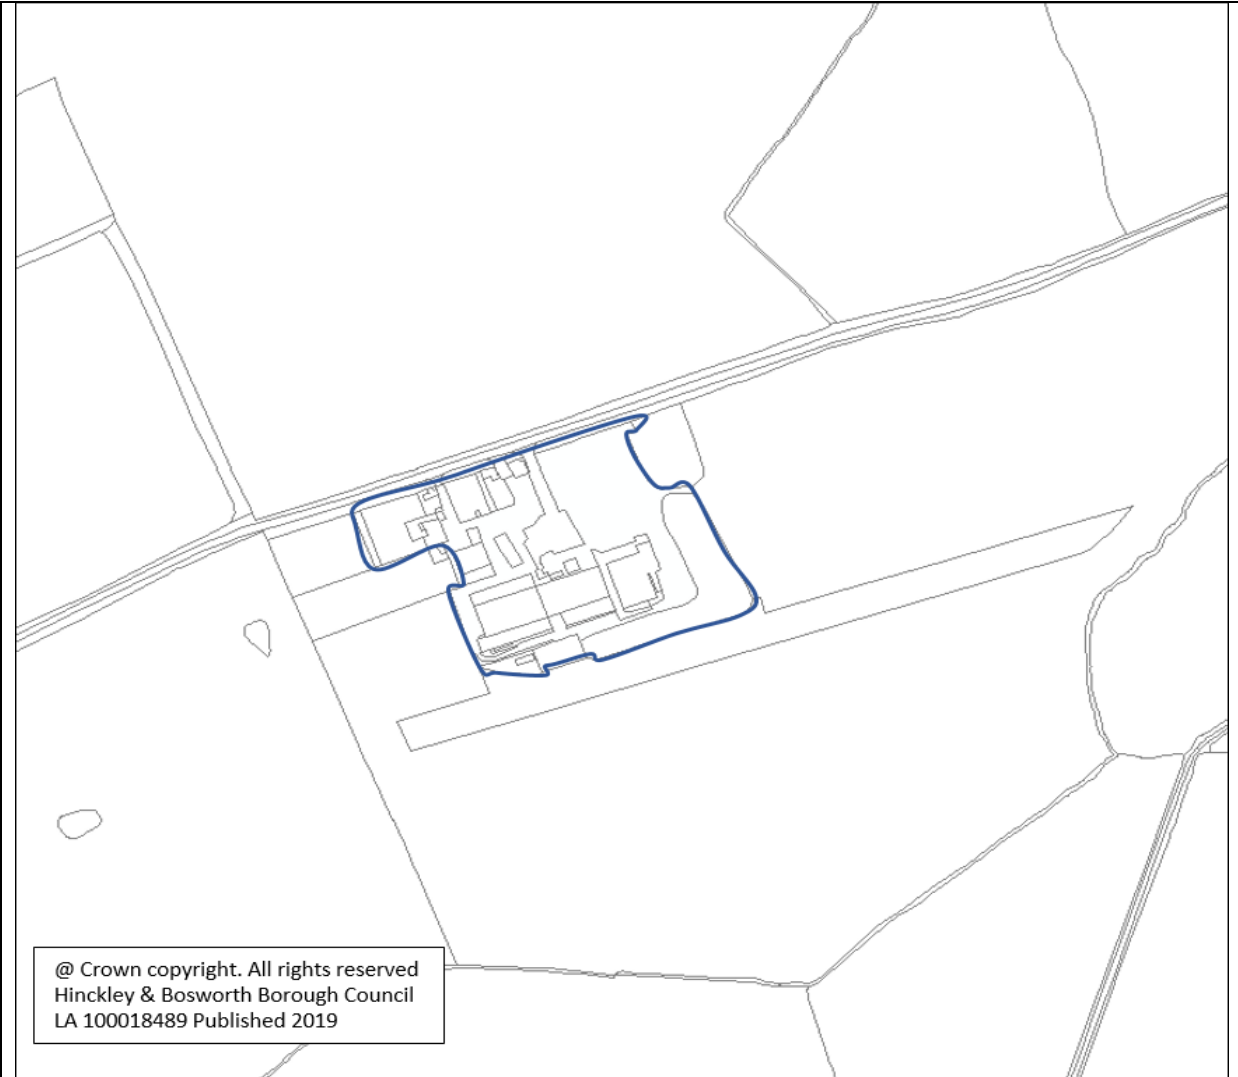 @ Crown copyright. All rights reserved
Hinckley & Bosworth Borough Council
LA 100018489 Published 2019